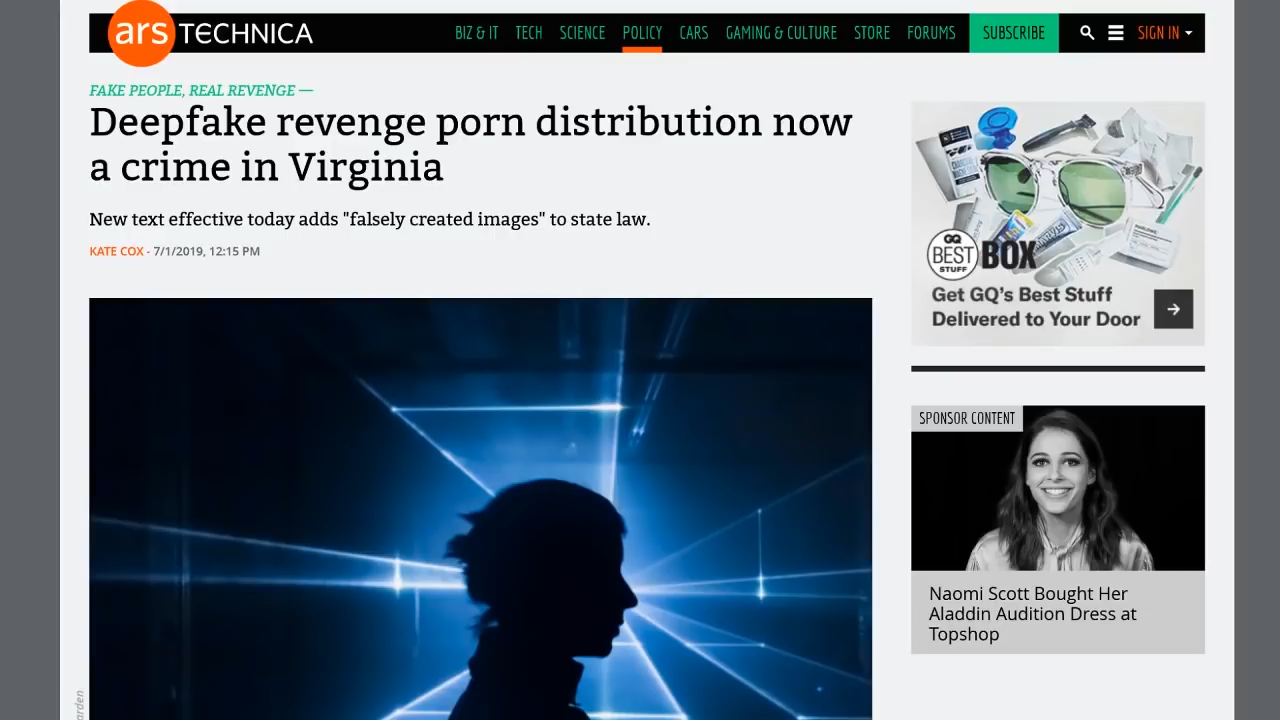 ars TECHNICA
BIZ & IT TECH SCIENCE POLICY CARS GAMING & CULTURE STORE FORUMS SUBSCRIBE SIGN IN
FAKE PEOPLE, REAL REVENGE —
Deepfake revenge porn distribution now
a crime in Virginia
New text effective today adds "falsely created images" to state law.
KATE COX - 7/1/2019, 12:15 PM
GQ
BEST
STUFF
BOX
Get GQ's Best Stuff
Delivered to Your Door
SPONSOR CONTENT
Naomi Scott Bought Her
Aladdin Audition Dress at
Topshop